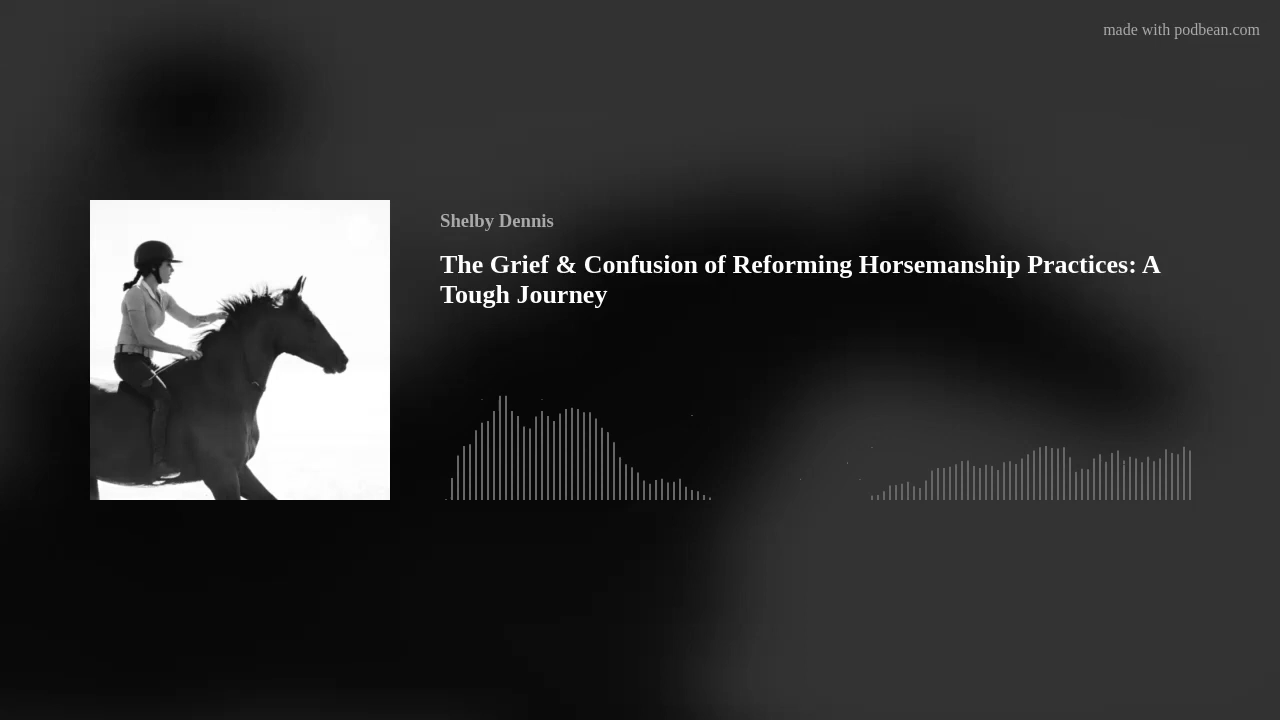 made with podbean.com
Shelby Dennis
The Grief & Confusion of Reforming Horsemanship Practices: A
Tough Journey